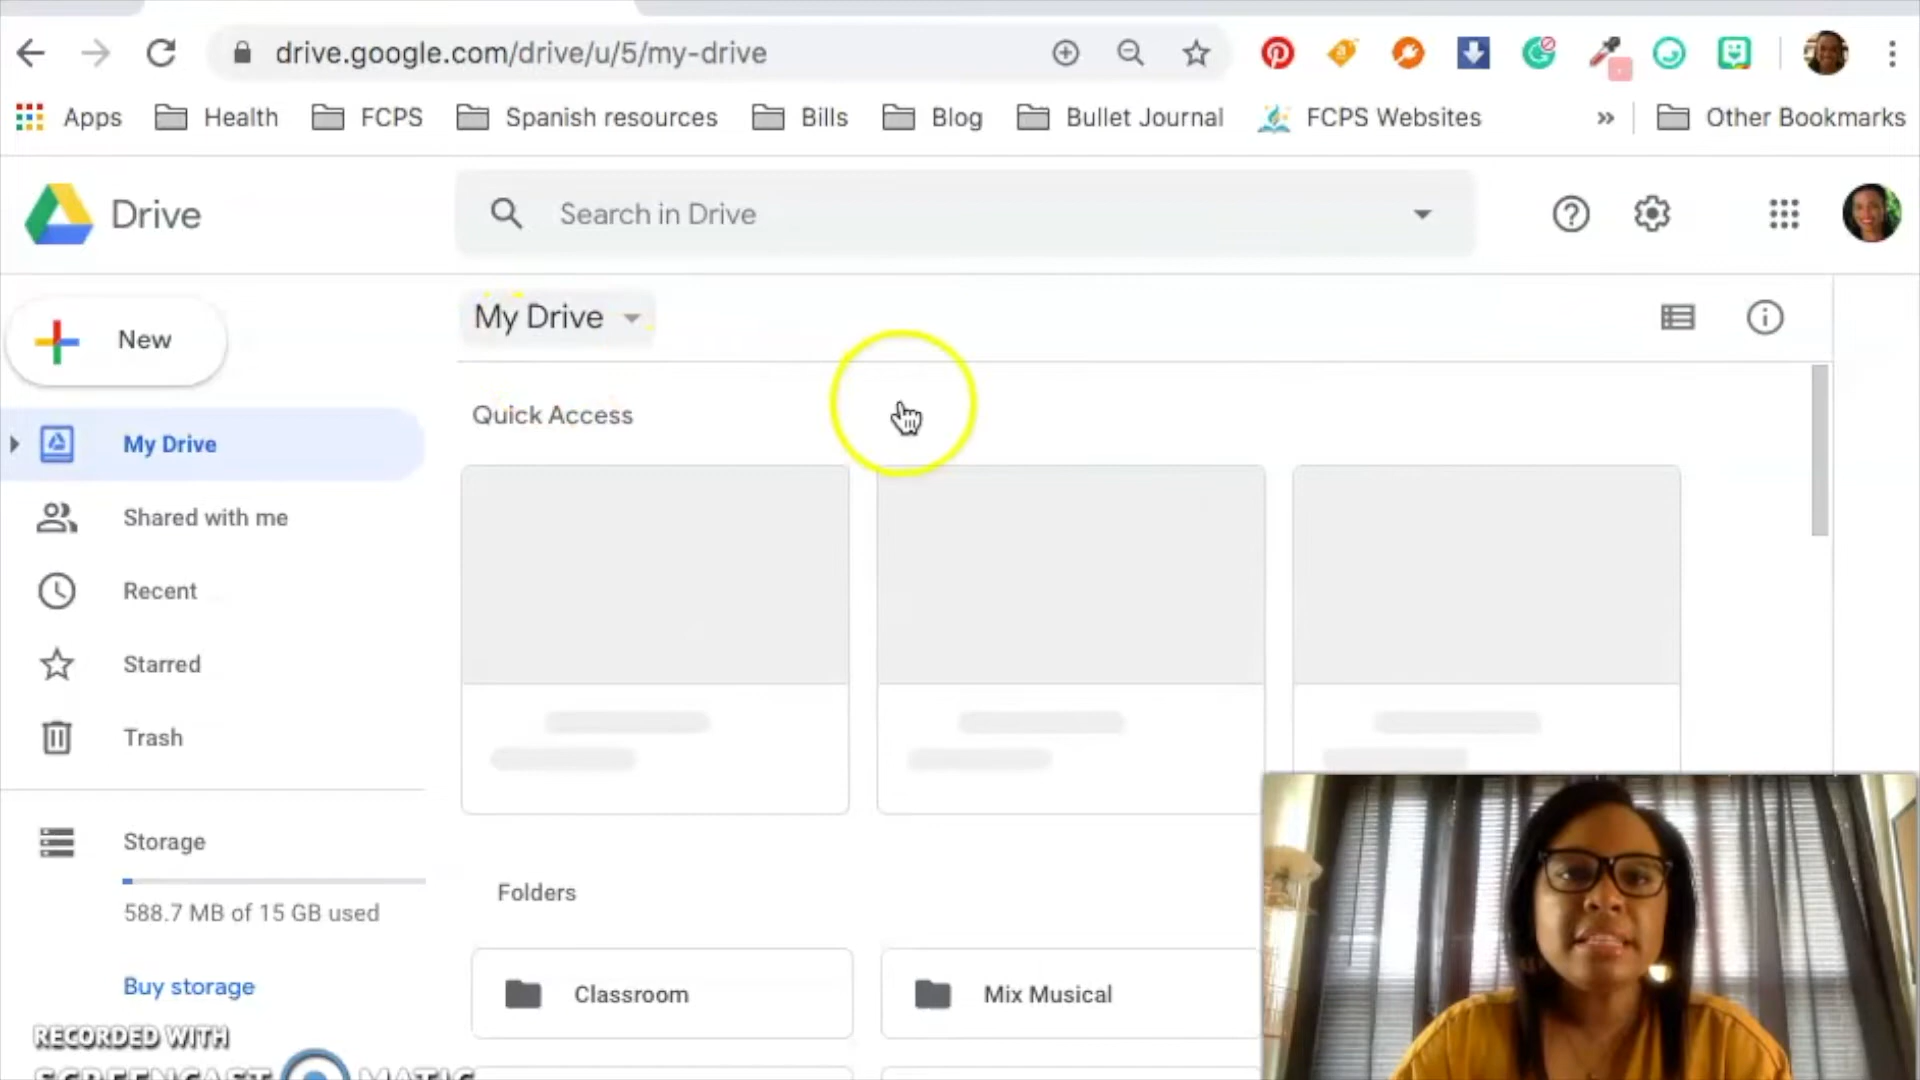 drive.google.com/drive/u/5/my-drive
Apps Health FCPS Spanish resources Bills Blog Bullet Journal FCPS Websites » Other Bookmarks
Drive
Search in Drive
New
My Drive
Quick Access
My Drive
Shared with me
Recent
Starred
Trash
Storage
588.7 MB of 15 GB used
Buy storage
Folders
Classroom
Mix Musical
RECORDED WITH
SCREENCAST MATIC